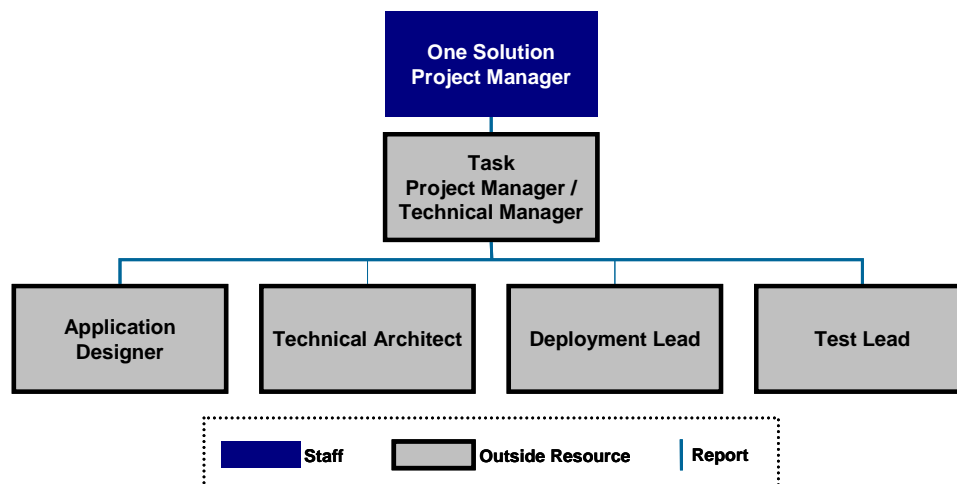 One Solution
Project Manager
Task
Project Manager /
Technical Manager
Application
Designer
Technical Architect
Deployment Lead
Test Lead
Staff
Outside Resource
Report